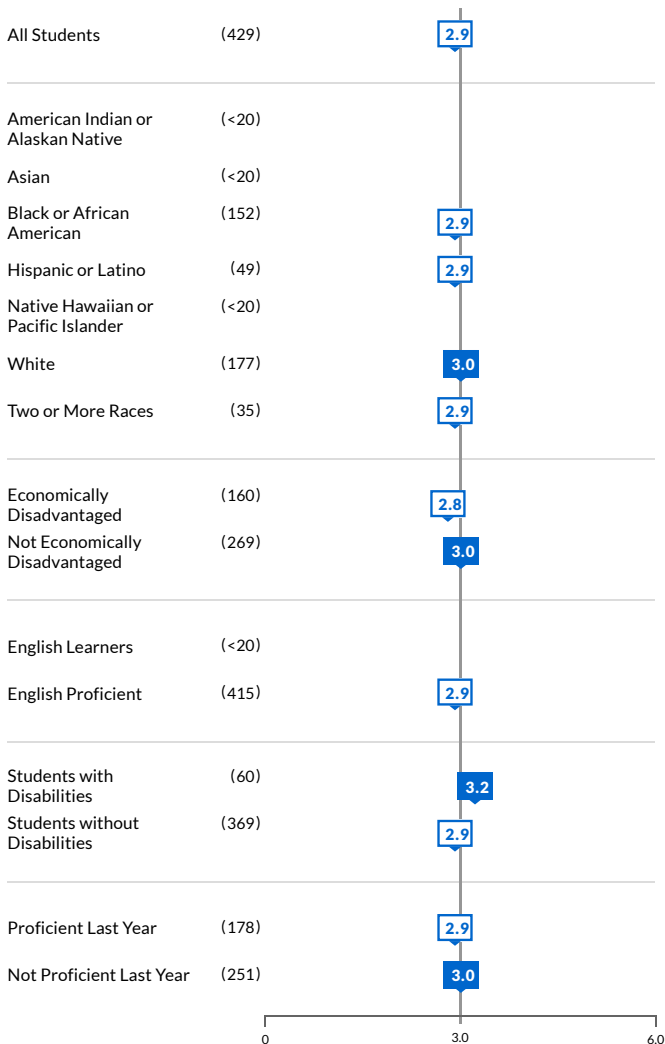 All Students (429) 2.9
American Indian or (<20)
Alaskan Native
Asian (<20)
Black or African (152) 2.9
American
Hispanic or Latino (49) 2.9
Native Hawaiian or (<20)
Pacific Islander
White (177) 3.0
Two or More Races (35) 2.9
Economically (160) 2.8
Disadvantaged
Not Economically (269) 3.0
Disadvantaged
English Learners (<20)
English Proficient (415) 2.9
Students with (60) 3.2
Disabilities
Students without (369) 2.9
Disabilities
Proficient Last Year (178) 2.9
Not Proficient Last Year (251) 3.0
0 3.0 6.0